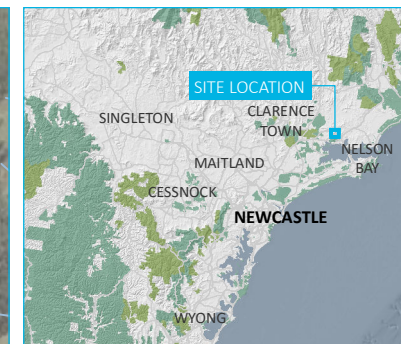 SITE LOCATION
CLARENCE
TOWN
SINGLETON
NELSON
BAY
MAITLAND
CESSNOCK
NEWCASTLE
WYONG